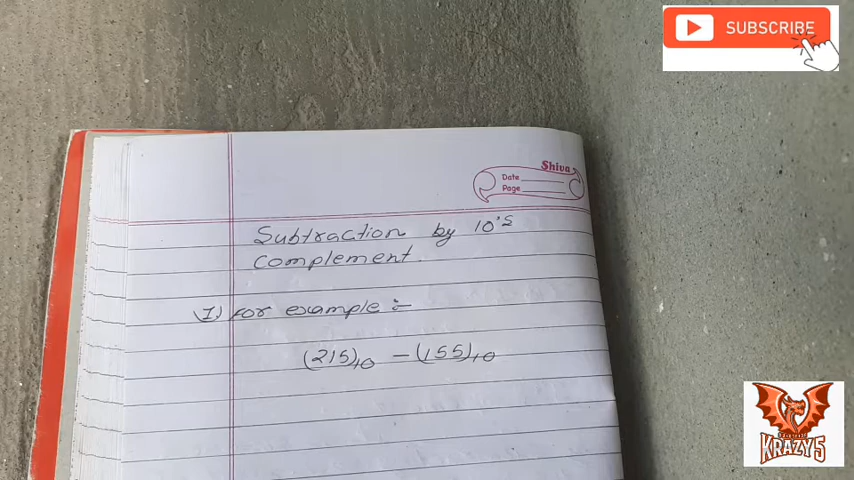 SUBSCRIBE
Shiva
Date
Page
Subtraction by 10's
complement.
I) for example :-
(215)10 - (155)10
KRAZY5